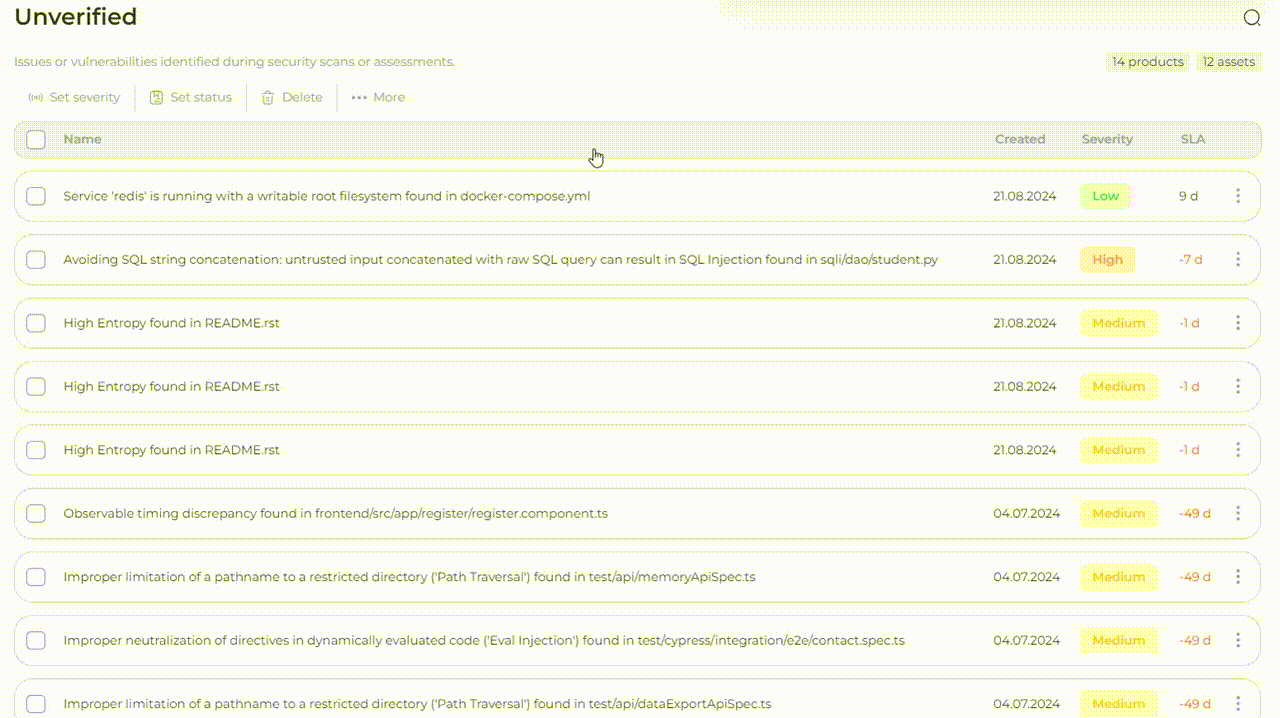 Unverified
Issues or vulnerabilities identified during security scans or assessments. 14 products 12 assets
Set severity Set status Delete More
Name Created Severity SLA
Service 'redis' is running with a writable root filesystem found in docker-compose.yml 21.08.2024 Low 9 d
Avoiding SQL string concatenation: untrusted input concatenated with raw SQL query can result in SQL Injection found in sqli/dao/student.py 21.08.2024 High -7 d
High Entropy found in README.rst 21.08.2024 Medium -1 d
High Entropy found in README.rst 21.08.2024 Medium -1 d
High Entropy found in README.rst 21.08.2024 Medium -1 d
Observable timing discrepancy found in frontend/src/app/register/register.component.ts 04.07.2024 Medium -49 d
Improper limitation of a pathname to a restricted directory ('Path Traversal') found in test/api/memoryApiSpec.ts 04.07.2024 Medium -49 d
Improper neutralization of directives in dynamically evaluated code ('Eval Injection') found in test/cypress/integration/e2e/contact.spec.ts 04.07.2024 Medium -49 d
Improper limitation of a pathname to a restricted directory ('Path Traversal') found in test/api/dataExportApiSpec.ts 04.07.2024 Medium -49 d